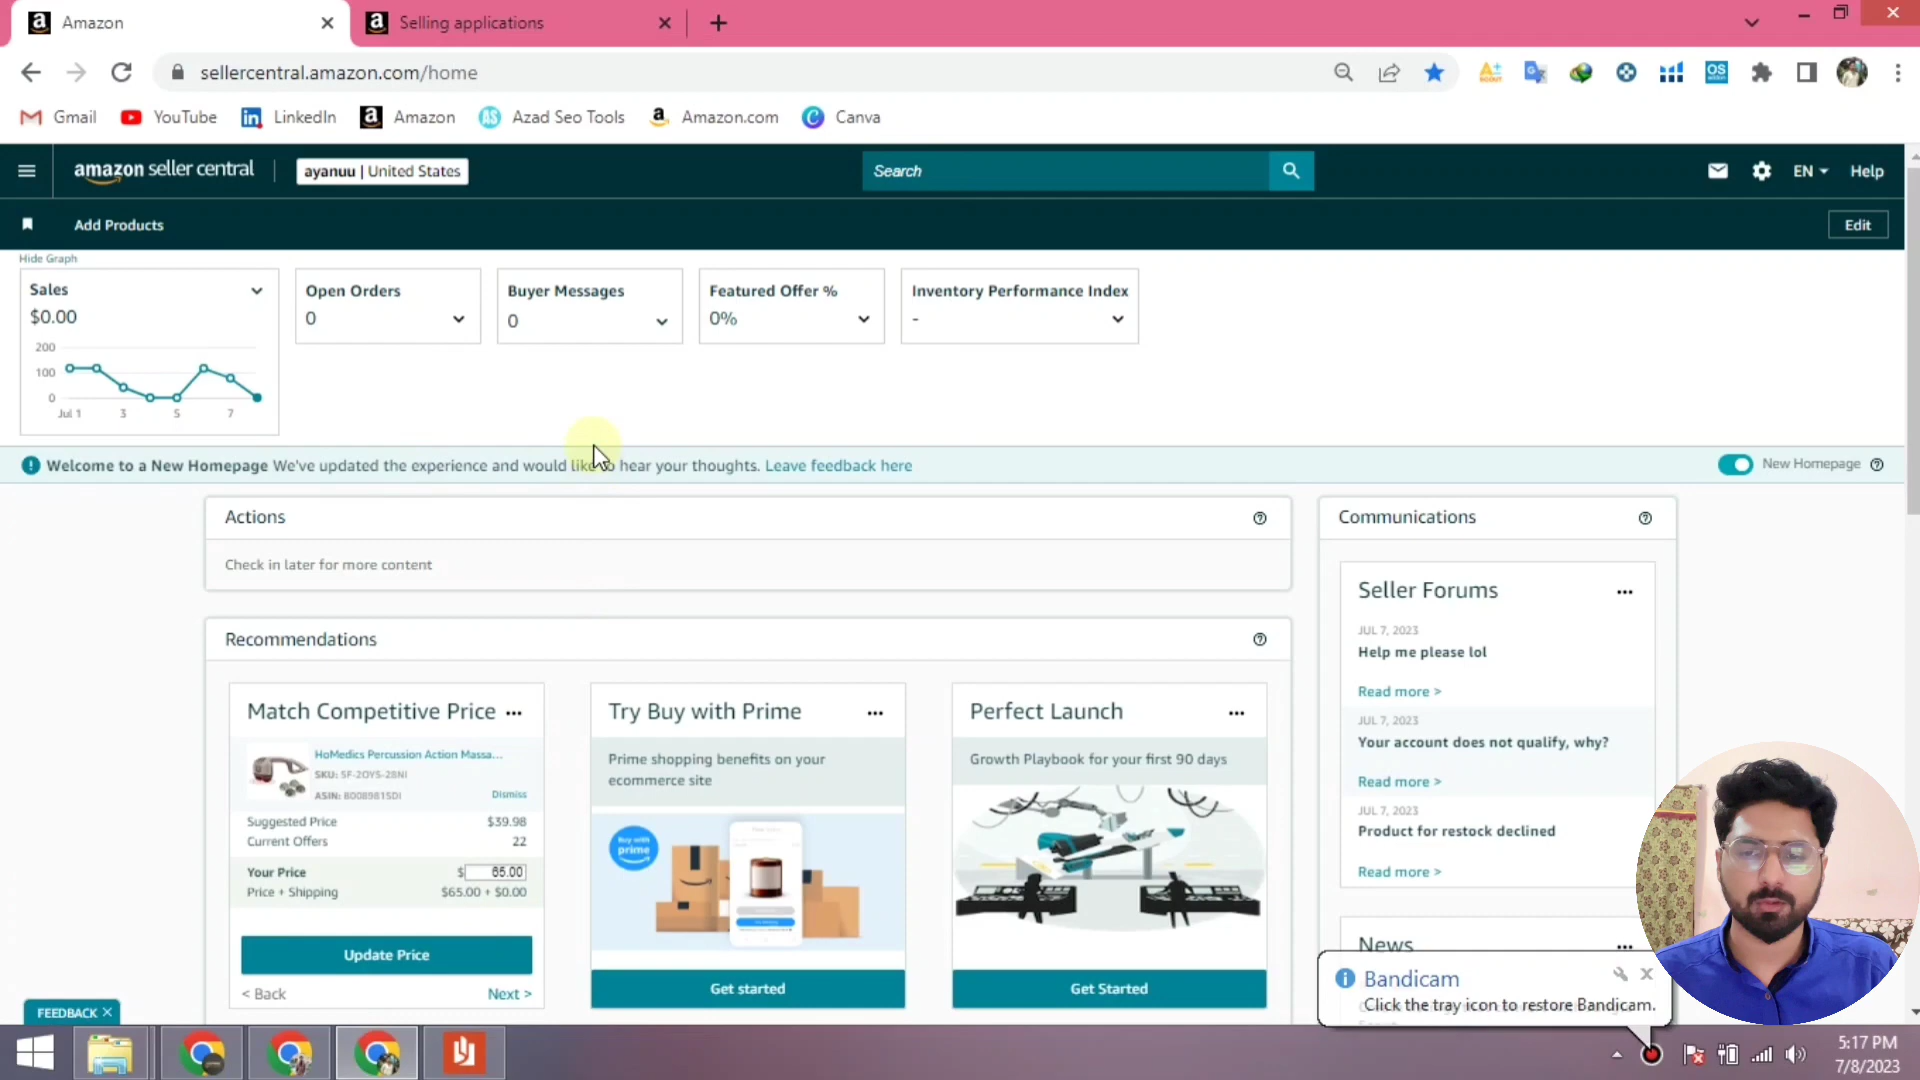 Amazon
Selling applications
sellercentral.amazon.com/home
Gmail
YouTube
LinkedIn
Amazon
Azad Seo Tools
Amazon.com
Canva
amazon seller central
ayanuu | United States
Search
EN
Help
Add Products
Edit
Hide Graph
Sales
$0.00
200
100
0
Jul 1
3
5
7
Open Orders
0
Buyer Messages
0
Featured Offer %
0%
Inventory Performance Index
-
Welcome to a New Homepage We've updated the experience and would like to hear your thoughts. Leave feedback here
New Homepage
Actions
Check in later for more content
Recommendations
Match Competitive Price
HoMedics Percussion Action Massa...
SKU: 5F-2OYS-28NI
ASIN: B0089815DI
Dismiss
Suggested Price $39.98
Current Offers 22
Your Price $ 65.00
Price + Shipping $65.00 + $0.00
Update Price
< Back
Next >
Try Buy with Prime
Prime shopping benefits on your
ecommerce site
Buy with
prime
Get started
Perfect Launch
Growth Playbook for your first 90 days
Get Started
Communications
Seller Forums
JUL 7, 2023
Help me please lol
Read more >
JUL 7, 2023
Your account does not qualify, why?
Read more >
JUL 7, 2023
Product for restock declined
Read more >
News
Bandicam
Click the tray icon to restore Bandicam.
FEEDBACK
5:17 PM
7/8/2023